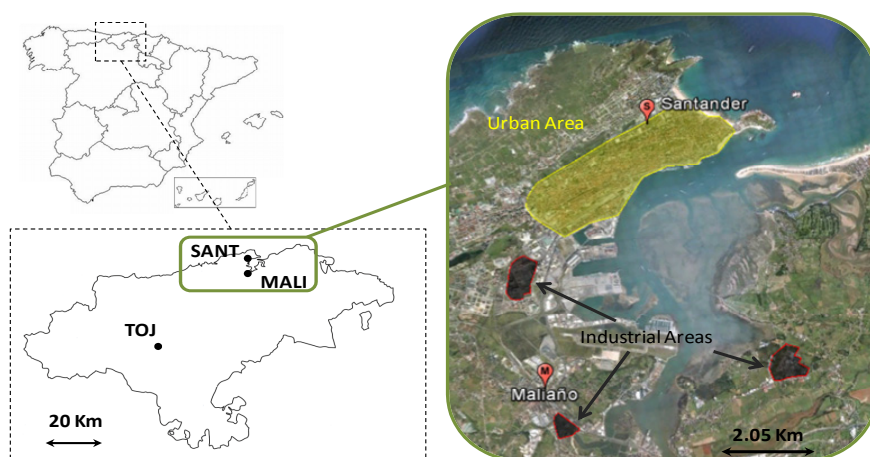 SANT
MALI
TOJ
20 Km
S
Santander
Urban Area
Industrial Areas
M
Maliaño
2.05 Km